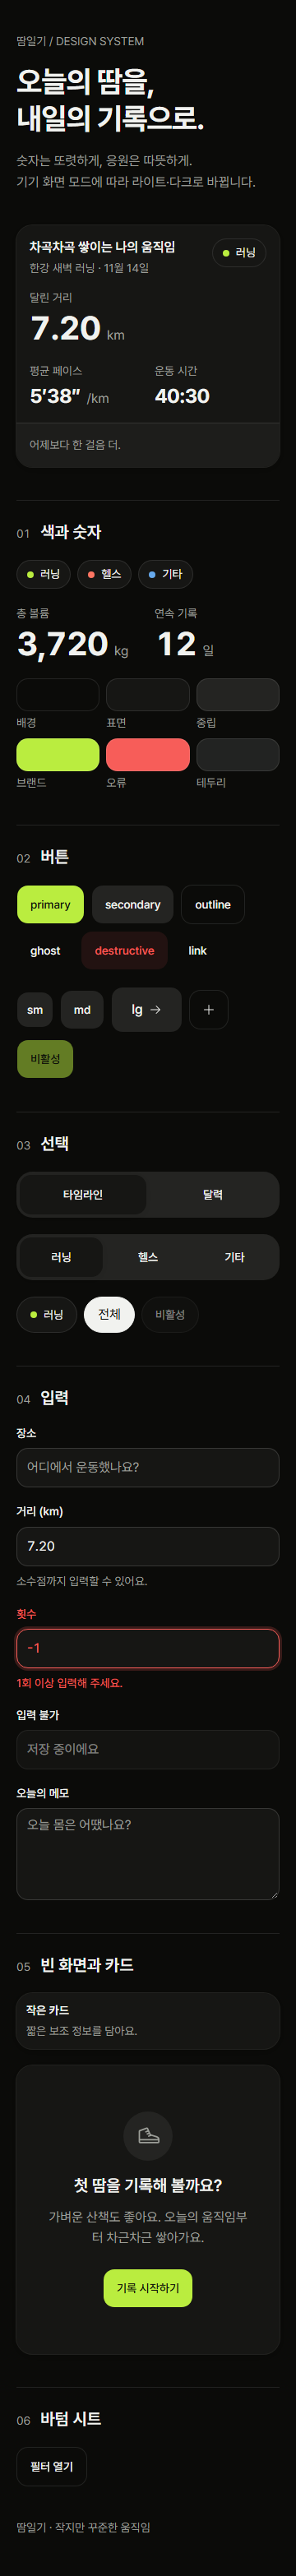 땀일기 / DESIGN SYSTEM
오늘의 땀을,
내일의 기록으로.
숫자는 또렷하게, 응원은 따뜻하게.
기기 화면 모드에 따라 라이트·다크로 바뀝니다.
차곡차곡 쌓이는 나의 움직임
러닝
한강 새벽 러닝 · 11월 14일
달린 거리
7.20 km
평균 페이스
운동 시간
5′38″ /km
40:30
어제보다 한 걸음 더.
01 색과 숫자
러닝
헬스
기타
총 볼륨
연속 기록
3,720 kg
12 일
배경
표면
중립
브랜드
오류
테두리
02 버튼
primary
secondary
outline
ghost
destructive
link
sm
md
lg →
+
비활성
03 선택
타임라인
달력
러닝
헬스
기타
러닝
전체
비활성
04 입력
장소
어디에서 운동했나요?
거리 (km)
7.20
소수점까지 입력할 수 있어요.
횟수
-1
1회 이상 입력해 주세요.
입력 불가
저장 중이에요
오늘의 메모
오늘 몸은 어땠나요?
05 빈 화면과 카드
작은 카드
짧은 보조 정보를 담아요.
첫 땀을 기록해 볼까요?
가벼운 산책도 좋아요. 오늘의 움직임부
터 차근차근 쌓아가요.
기록 시작하기
06 바텀 시트
필터 열기
땀일기 · 작지만 꾸준한 움직임